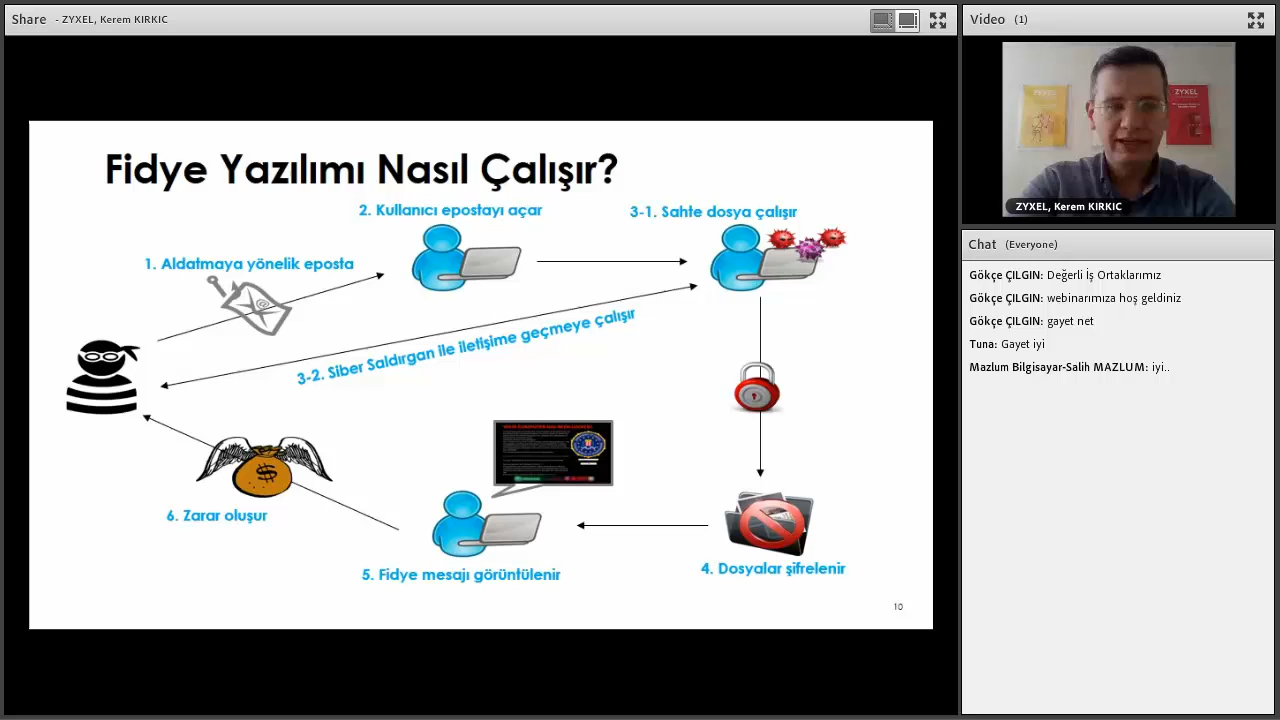 Share - ZYXEL, Kerem KIRKIC
Fidye Yazılımı Nasıl Çalışır?
1. Aldatmaya yönelik eposta
2. Kullanıcı epostayı açar
3-1. Sahte dosya çalışır
3-2. Siber Saldırgan ile iletişime geçmeye çalışır
4. Dosyalar şifrelenir
5. Fidye mesajı görüntülenir
6. Zarar oluşur
10
Video (1)
ZYXEL
ZYXEL
ZYXEL, Kerem KIRKIC
Chat (Everyone)
Gökçe ÇILGIN: Değerli İş Ortaklarımız
Gökçe ÇILGIN: webinarımıza hoş geldiniz
Gökçe ÇILGIN: gayet net
Tuna: Gayet iyi
Mazlum Bilgisayar-Salih MAZLUM: iyi..